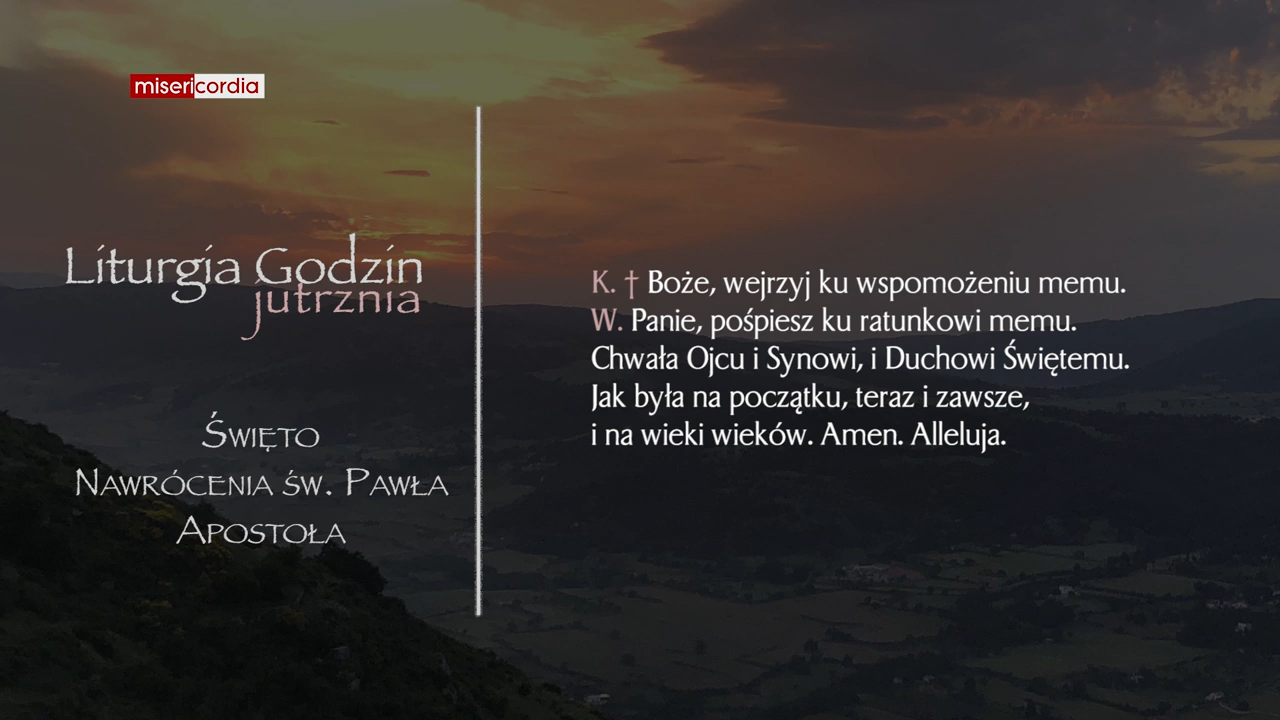 misericordia
Liturgia Godzin
jutrznia
Święto
Nawrócenia św. Pawła
Apostoła
K. † Boże, wejrzyj ku wspomożeniu memu.
W. Panie, pośpiesz ku ratunkowi memu.
Chwała Ojcu i Synowi, i Duchowi Świętemu.
Jak była na początku, teraz i zawsze,
i na wieki wieków. Amen. Alleluja.